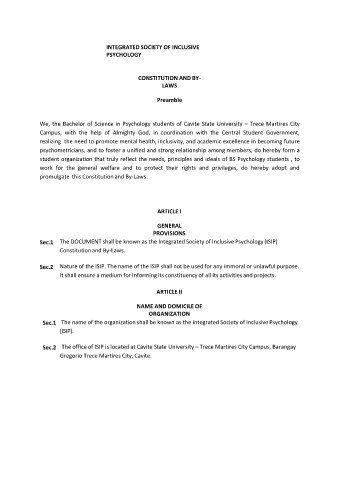 INTEGRATED SOCIETY OF INCLUSIVE
PSYCHOLOGY
CONSTITUTION AND BY-
LAWS
Preamble
We, the Bachelor of Science in Psychology students of Cavite State University – Trece Martires City
Campus, with the help of Almighty God, in coordination with the Central Student Government,
realizing the need to promote mental health, inclusivity, and academic excellence in becoming future
psychometricians, and to foster a unified and strong relationship among members, do hereby form a
student organization that truly reflect the needs, principles and ideals of BS Psychology students , to
work for the general welfare and to protect their rights and privileges, do hereby adopt and
promulgate this Constitution and By-Laws.
ARTICLE I
GENERAL
PROVISIONS
Sec.1 The DOCUMENT shall be known as the Integrated Society of Inclusive Psychology (ISIP)
Constitution and By-Laws.
Sec.2 Nature of the ISIP. The name of the ISIP shall not be used for any immoral or unlawful purpose.
It shall ensure a medium for informing its constituency of all its activities and projects.
ARTICLE II
NAME AND DOMICILE OF
ORGANIZATION
Sec.1 The name of the organization shall be known as the Integrated Society of Inclusive Psychology
(ISIP).
Sec.2 The office of ISIP is located at Cavite State University – Trece Martires City Campus, Barangay
Gregorio Trece Martires City, Cavite.